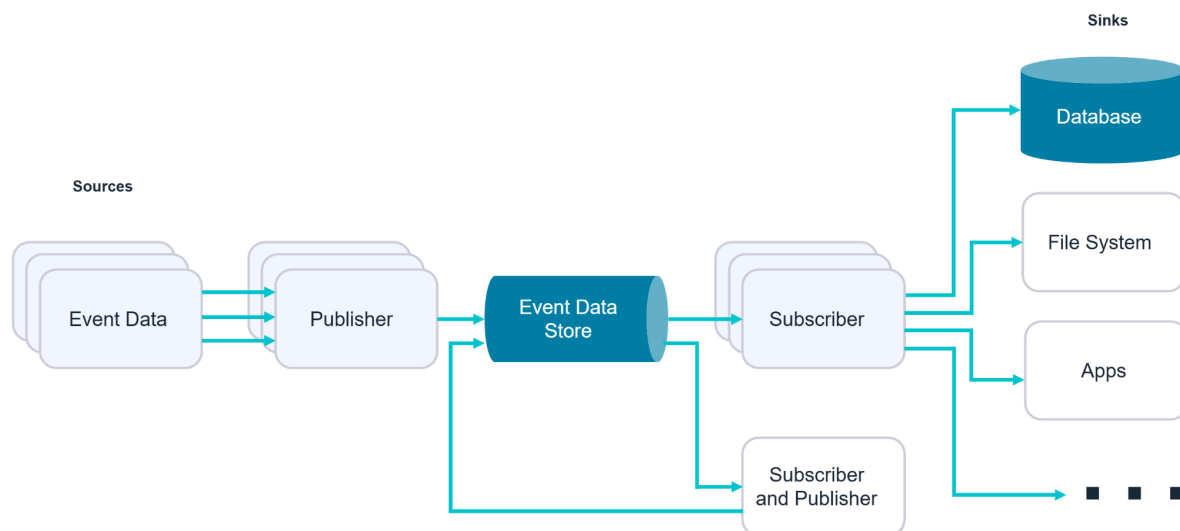 Sinks
Database
Sources
File System
Event Data
Publisher
Event Data
Store
Subscriber
Apps
Subscriber
and Publisher